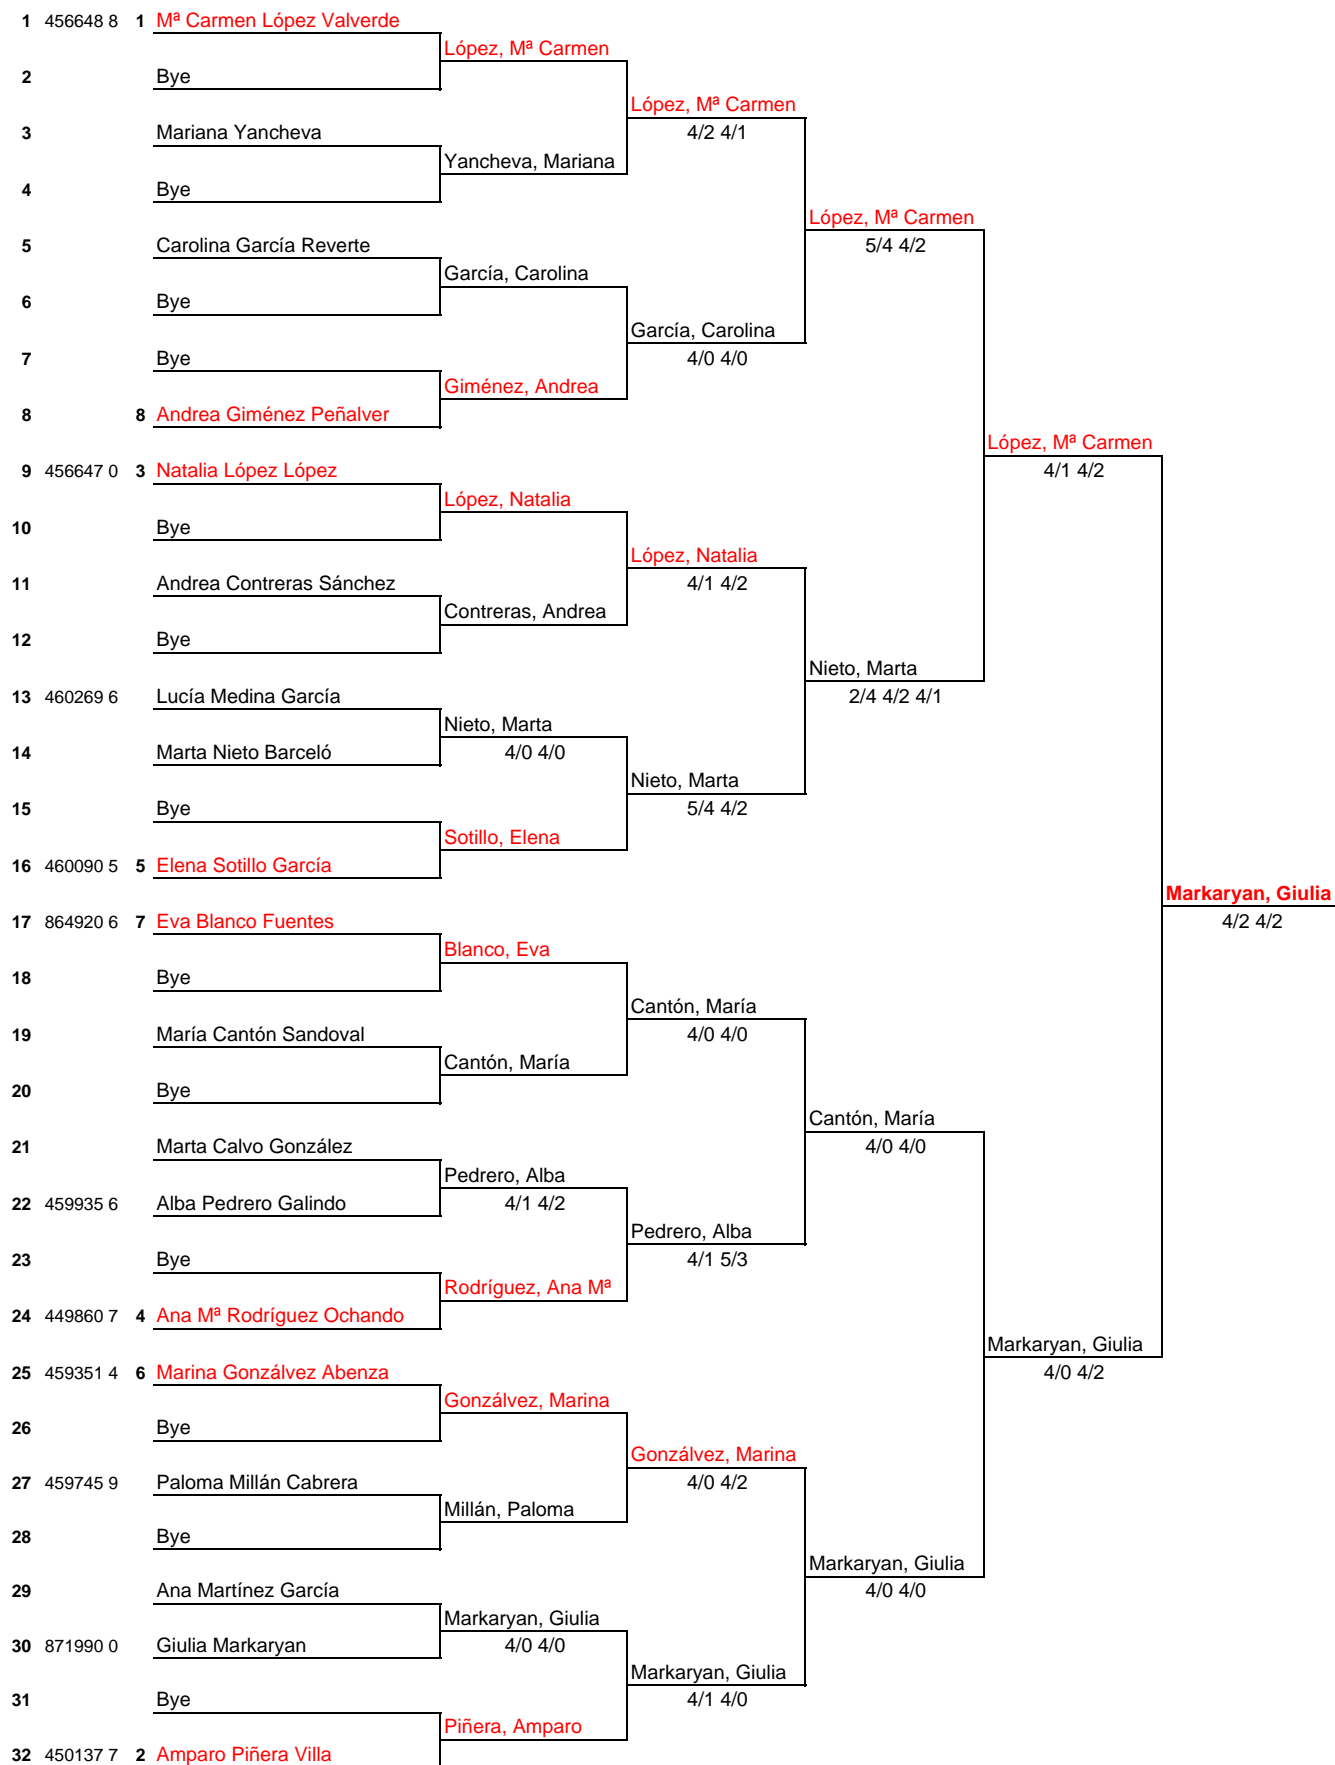 1 456648 8 1 Mª Carmen López Valverde
López, Mª Carmen
2 Bye
López, Mª Carmen
3 Mariana Yancheva 4/2 4/1
Yancheva, Mariana
4 Bye
López, Mª Carmen
5 Carolina García Reverte 5/4 4/2
García, Carolina
6 Bye
García, Carolina
7 Bye 4/0 4/0
Giménez, Andrea
8 8 Andrea Giménez Peñalver
López, Mª Carmen
9 456647 0 3 Natalia López López 4/1 4/2
López, Natalia
10 Bye
López, Natalia
11 Andrea Contreras Sánchez 4/1 4/2
Contreras, Andrea
12 Bye
Nieto, Marta
13 460269 6 Lucía Medina García 2/4 4/2 4/1
Nieto, Marta
14 Marta Nieto Barceló 4/0 4/0
Nieto, Marta
15 Bye 5/4 4/2
Sotillo, Elena
16 460090 5 5 Elena Sotillo García
Markaryan, Giulia
17 864920 6 7 Eva Blanco Fuentes 4/2 4/2
Blanco, Eva
18 Bye
Cantón, María
19 María Cantón Sandoval 4/0 4/0
Cantón, María
20 Bye
Cantón, María
21 Marta Calvo González 4/0 4/0
Pedrero, Alba
22 459935 6 Alba Pedrero Galindo 4/1 4/2
Pedrero, Alba
23 Bye 4/1 5/3
Rodríguez, Ana Mª
24 449860 7 4 Ana Mª Rodríguez Ochando
Markaryan, Giulia
25 459351 4 6 Marina Gonzálvez Abenza 4/0 4/2
Gonzálvez, Marina
26 Bye
Gonzálvez, Marina
27 459745 9 Paloma Millán Cabrera 4/0 4/2
Millán, Paloma
28 Bye
Markaryan, Giulia
29 Ana Martínez García 4/0 4/0
Markaryan, Giulia
30 871990 0 Giulia Markaryan 4/0 4/0
Markaryan, Giulia
31 Bye 4/1 4/0
Piñera, Amparo
32 450137 7 2 Amparo Piñera Villa